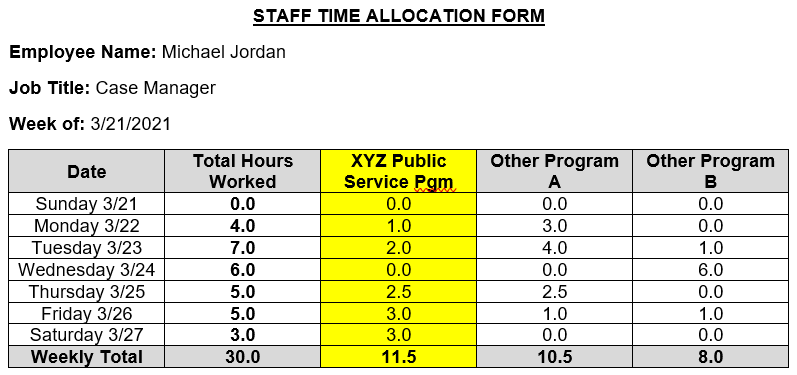 STAFF TIME ALLOCATION FORM
Employee Name: Michael Jordan
Job Title: Case Manager
Week of: 3/21/2021
Date Total Hours Worked XYZ Public Service Pgm Other Program A Other Program B
Sunday 3/21 0.0 0.0 0.0 0.0
Monday 3/22 4.0 1.0 3.0 0.0
Tuesday 3/23 7.0 2.0 4.0 1.0
Wednesday 3/24 6.0 0.0 0.0 6.0
Thursday 3/25 5.0 2.5 2.5 0.0
Friday 3/26 5.0 3.0 1.0 1.0
Saturday 3/27 3.0 3.0 0.0 0.0
Weekly Total 30.0 11.5 10.5 8.0